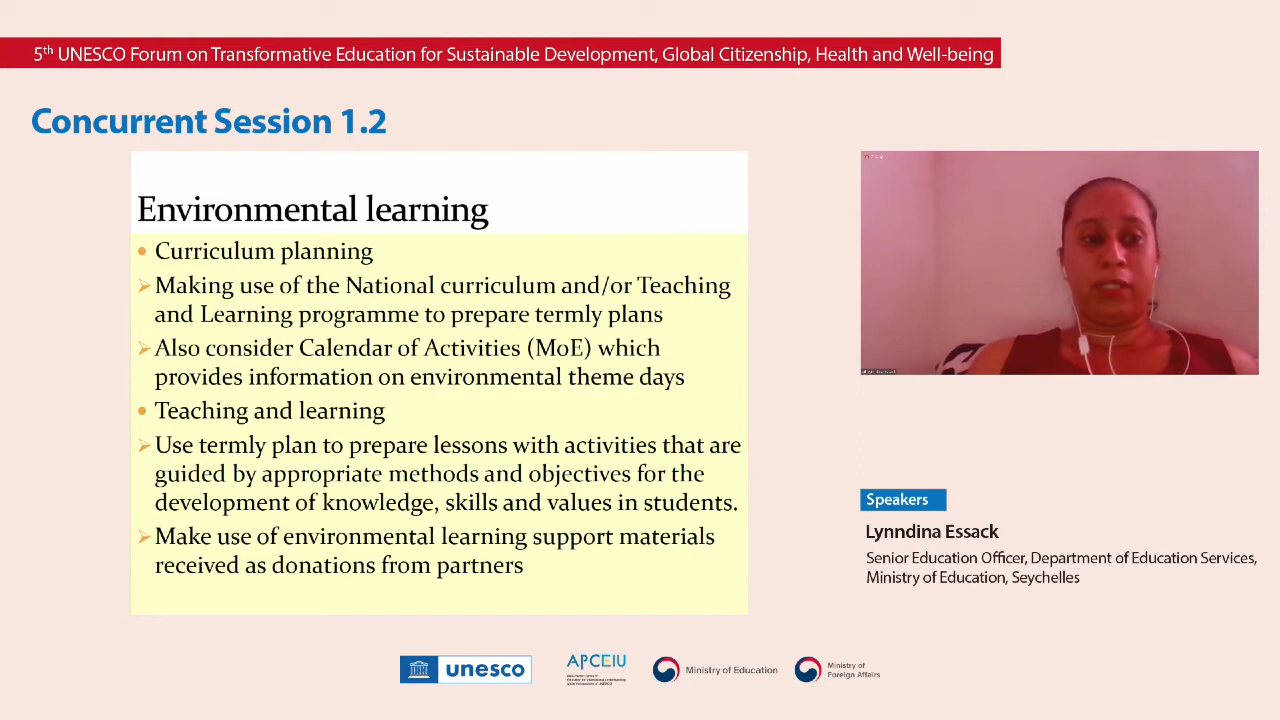 5th UNESCO Forum on Transformative Education for Sustainable Development, Global Citizenship, Health and Well-being
Concurrent Session 1.2
Environmental learning
• Curriculum planning
➢ Making use of the National curriculum and/or Teaching
and Learning programme to prepare termly plans
➢ Also consider Calendar of Activities (MoE) which
provides information on environmental theme days
• Teaching and learning
➢ Use termly plan to prepare lessons with activities that are
guided by appropriate methods and objectives for the
development of knowledge, skills and values in students.
➢ Make use of environmental learning support materials
received as donations from partners
Speakers
Lynndina Essack
Senior Education Officer, Department of Education Services,
Ministry of Education, Seychelles
unesco
APCEIU
Ministry of Education
Ministry of
Foreign Affairs